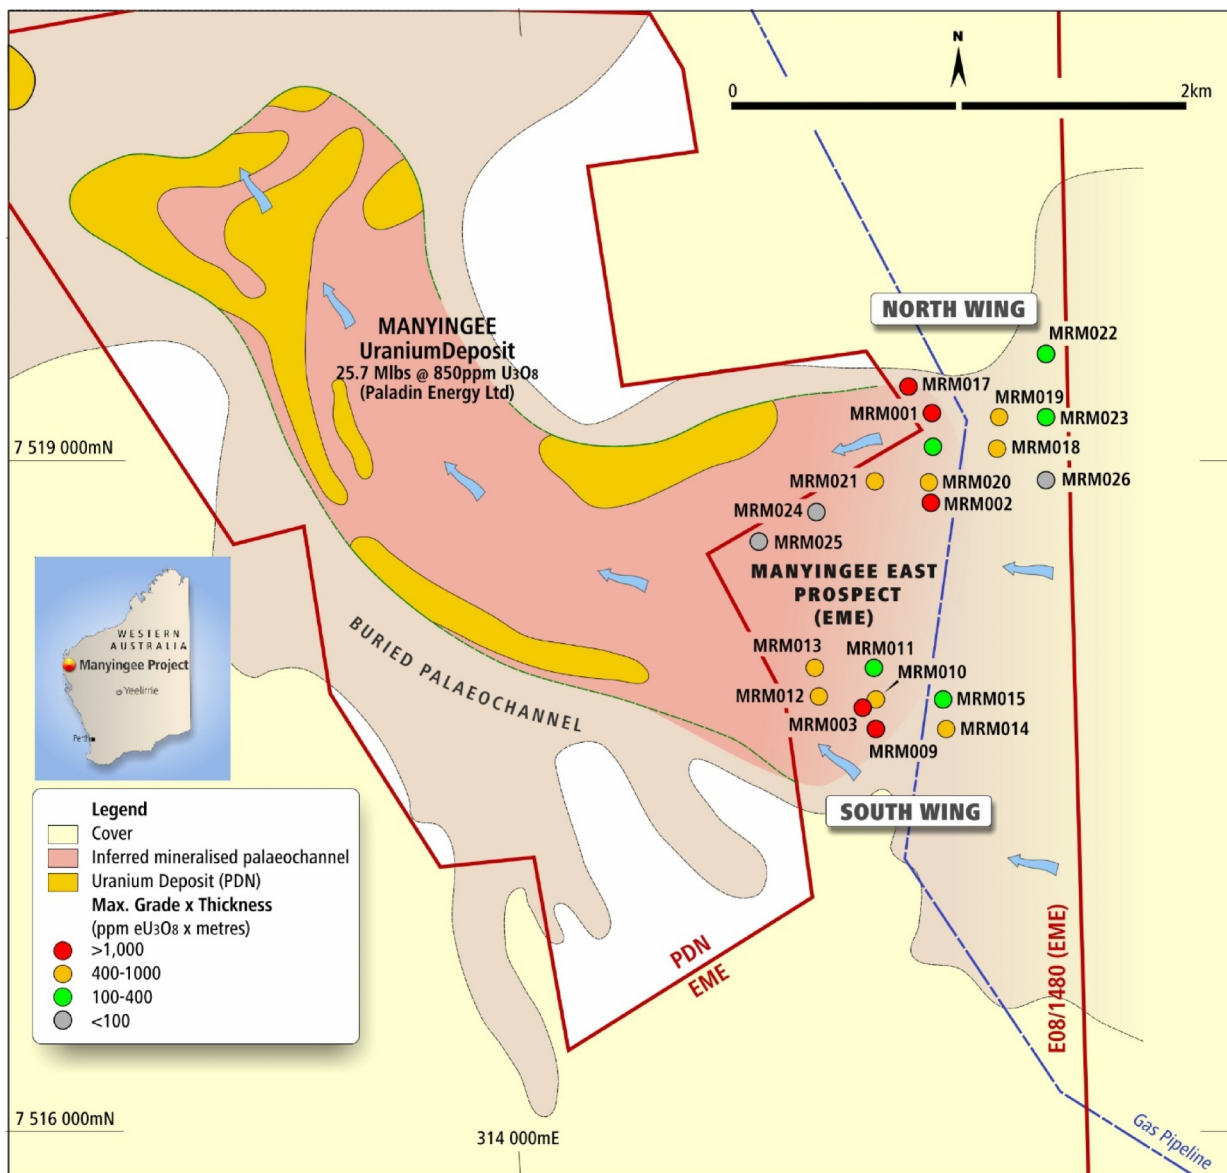 N
0
2km
NORTH WING
MRM022
MANYINGEE
UraniumDeposit
25.7 Mlbs @ 850ppm U₃O₈
(Paladin Energy Ltd)
MRM017
MRM019
MRM001
MRM023
7 519 000mN
MRM018
MRM021
MRM020
MRM026
MRM024
MRM002
MRM025
MANYINGEE EAST
PROSPECT
(EME)
WESTERN
AUSTRALIA
Manyingee Project
Yeelirrie
Perth
BURIED PALAEOCHANNEL
MRM013
MRM011
MRM010
MRM012
MRM015
MRM003
MRM014
MRM009
SOUTH WING
Legend
Cover
Inferred mineralised palaeochannel
Uranium Deposit (PDN)
Max. Grade x Thickness
(ppm eU₃O₈ x metres)
>1,000
400-1000
100-400
<100
PDN
EME
E08/1480 (EME)
7 516 000mN
314 000mE
Gas Pipeline